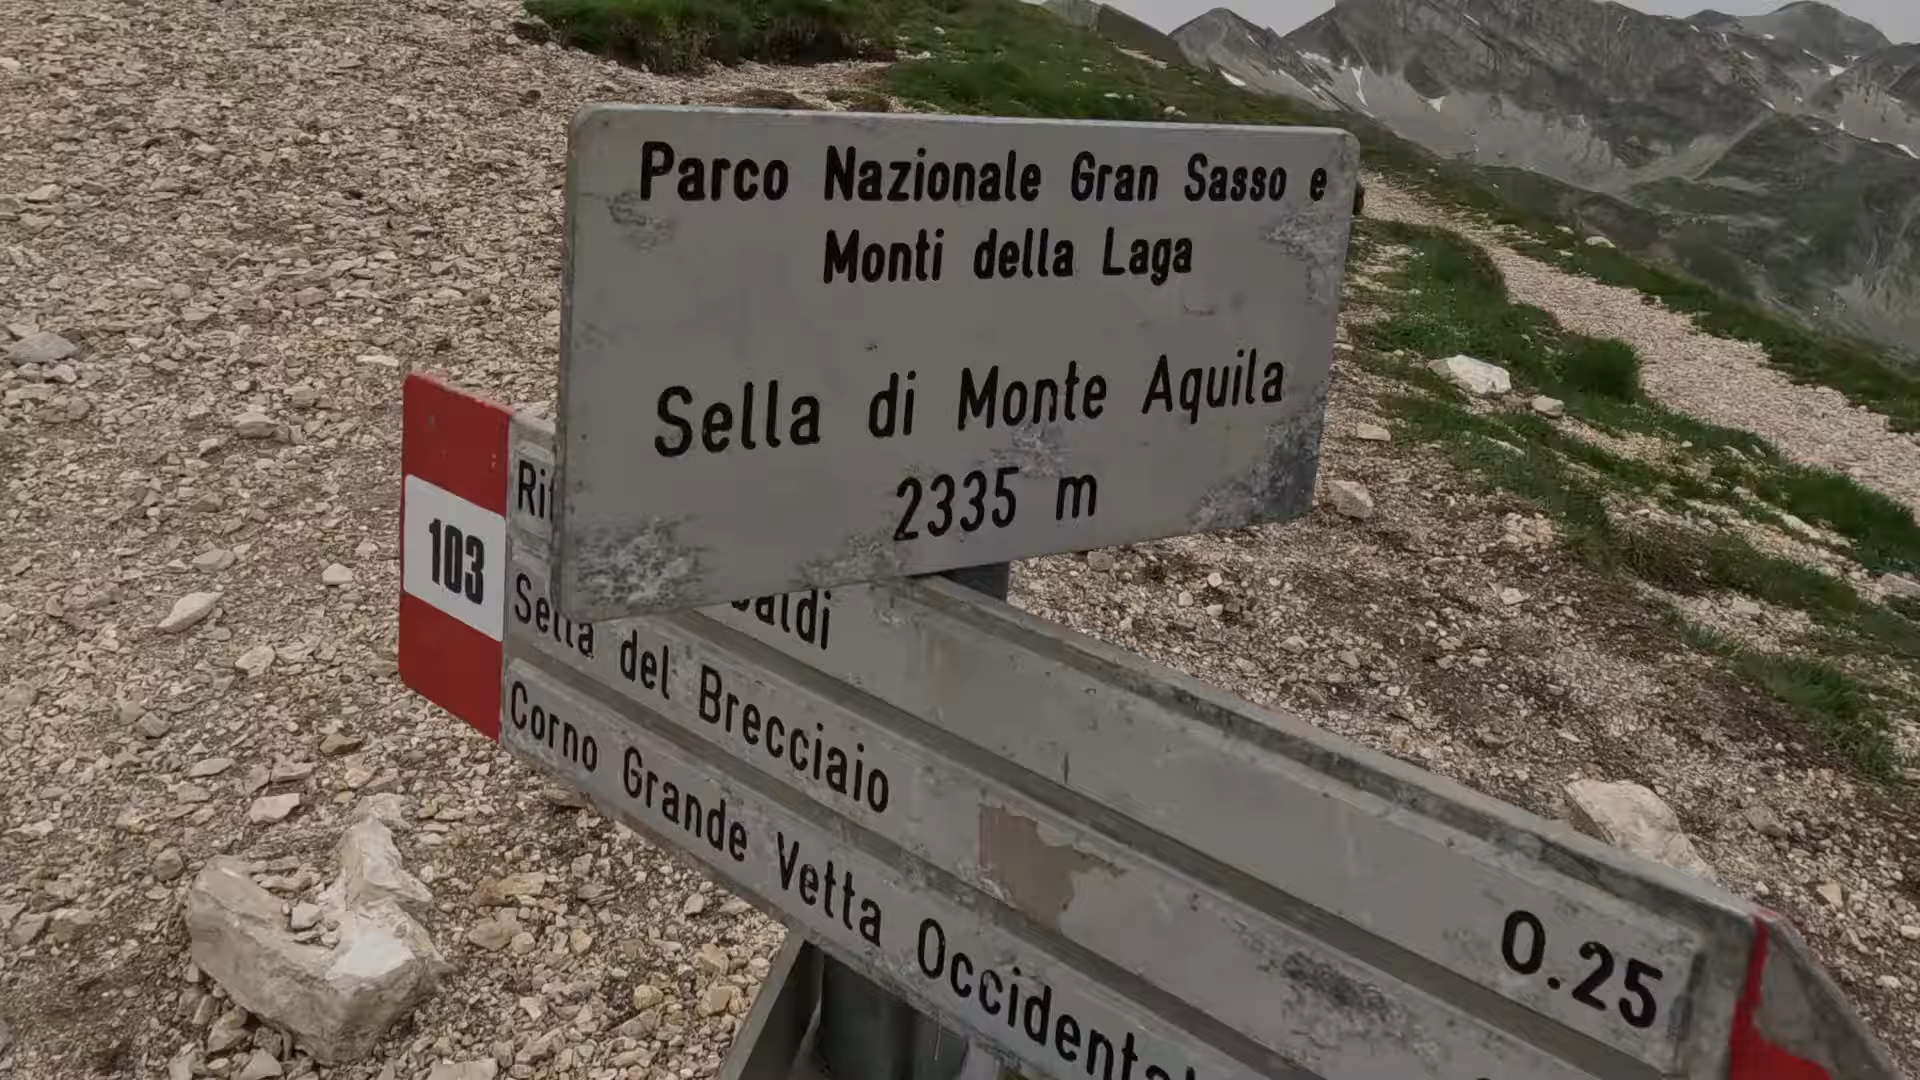 Parco Nazionale Gran Sasso e
Monti della Laga
Sella di Monte Aquila
2335 m
103
0.25
Sella del Brecciaio
Corno Grande Vetta